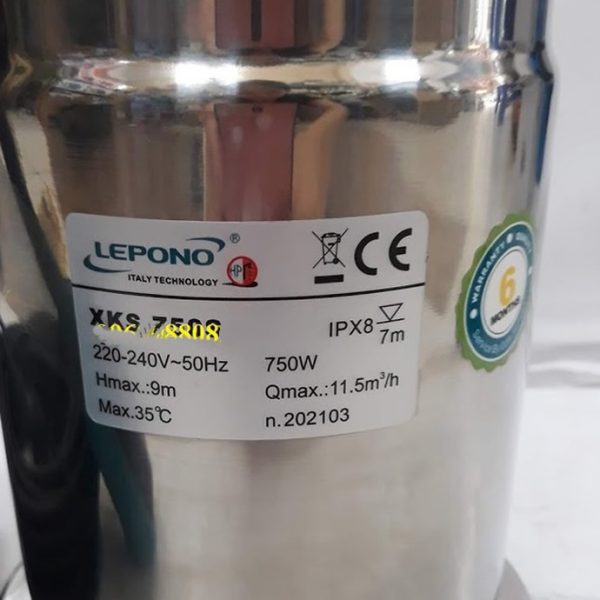 LEPONO®
ITALY TECHNOLOGY
CE
XKS
IPX8
7m
220-240V~50Hz
750W
Hmax.:9m
Qmax.:11.5m³/h
Max.35℃
n.202103
WARRANTY
6
MONTHS